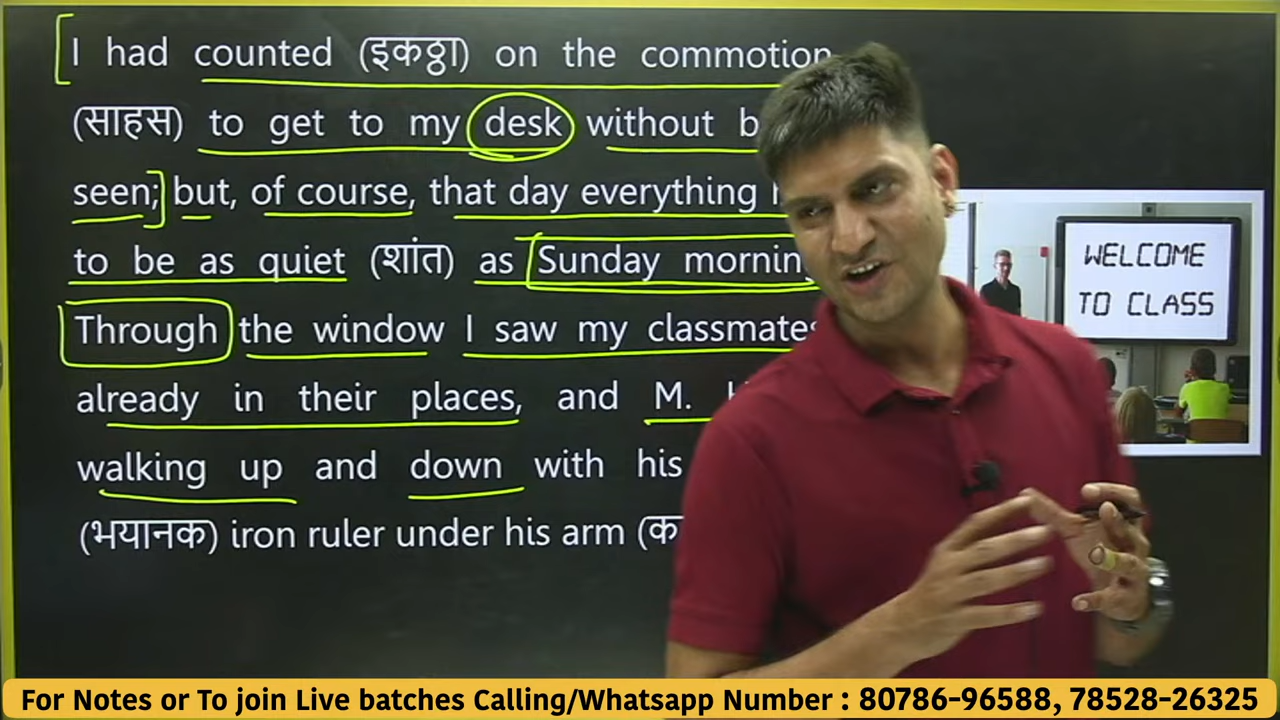 I had counted (इकठ्ठा) on the commotion
(साहस) to get to my desk without
seen; but, of course, that day everything
to be as quiet (शांत) as Sunday morning
Through the window I saw my classmates
already in their places, and M.
walking up and down with his
(भयानक) iron ruler under his arm
WELCOME
TO CLASS
For Notes or To join Live batches Calling/Whatsapp Number : 80786-96588, 78528-26325